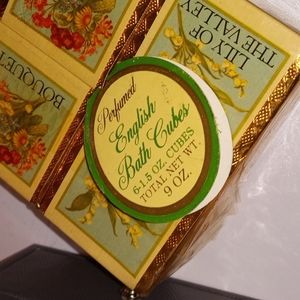 LILY OF
THE VALLEY
BOUQUET
Perfumed
English
Bath Cubes
6-1.5 OZ. CUBES
TOTAL NET WT.
9 OZ.